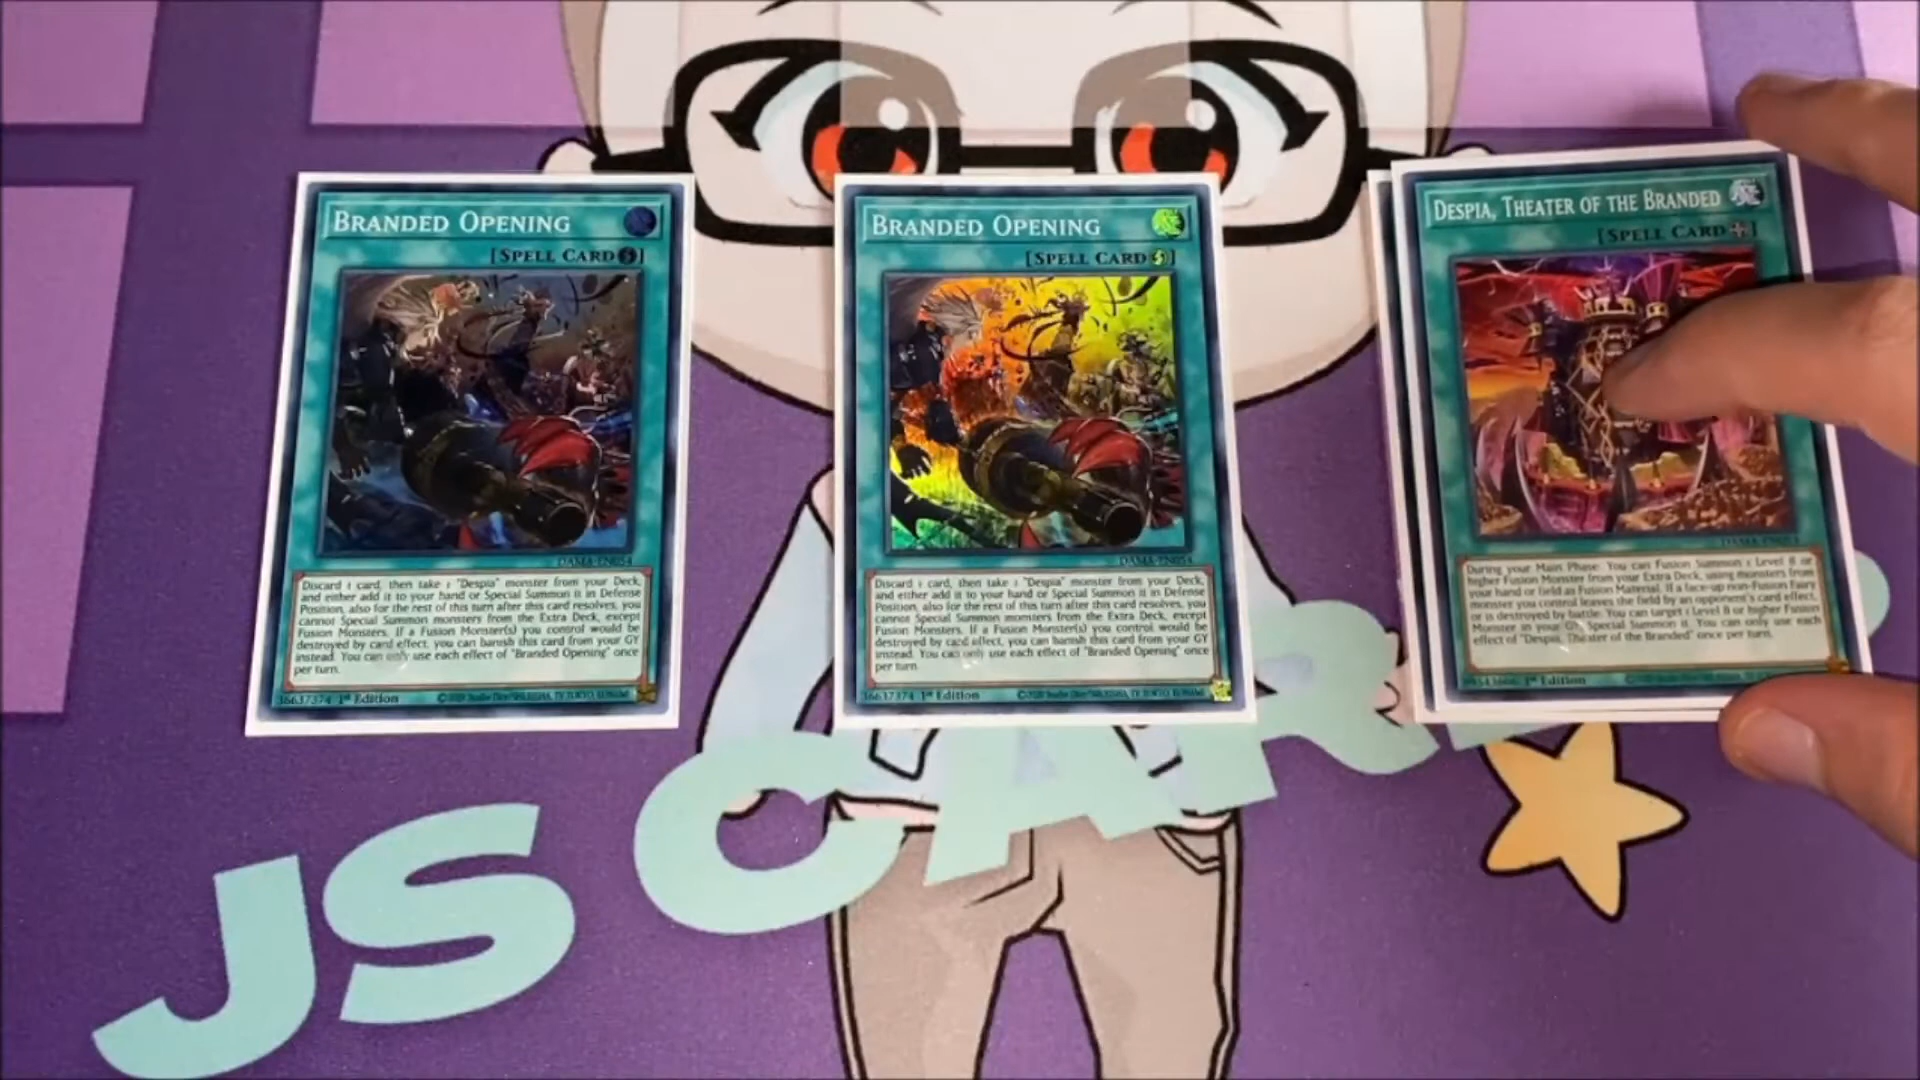 BRANDED OPENING
[SPELL CARD]
DAMA-EN054
Discard 1 card, then take 1 "Despia" monster from your Deck,
and either add it to your hand or Special Summon it in Defense
Position, also for the rest of this turn after this card resolves, you
cannot Special Summon monsters from the Extra Deck, except
Fusion Monsters. If a Fusion Monster(s) you control would be
destroyed by card effect, you can banish this card from your GY
instead. You can only use each effect of "Branded Opening" once
per turn.
36637374 1st Edition
BRANDED OPENING
[SPELL CARD]
DAMA-EN054
Discard 1 card, then take 1 "Despia" monster from your Deck,
and either add it to your hand or Special Summon it in Defense
Position, also for the rest of this turn after this card resolves, you
cannot Special Summon monsters from the Extra Deck, except
Fusion Monsters. If a Fusion Monster(s) you control would be
destroyed by card effect, you can banish this card from your GY
instead. You can only use each effect of "Branded Opening" once
per turn.
36637374 1st Edition
DESPIA, THEATER OF THE BRANDED
[SPELL CARD]
During your Main Phase: You can Fusion Summon 1 Level 8 or
higher Fusion Monster from your Extra Deck, using monsters from
your hand or field as Fusion Material. If a face-up non-Fusion Fairy
monster you control leaves the field by an opponent's card effect,
or is destroyed by battle: You can target 1 Level 8 or higher Fusion
Monster in your GY; Special Summon it. You can only use each
effect of "Despia, Theater of the Branded" once per turn.
1st Edition
JS CAR